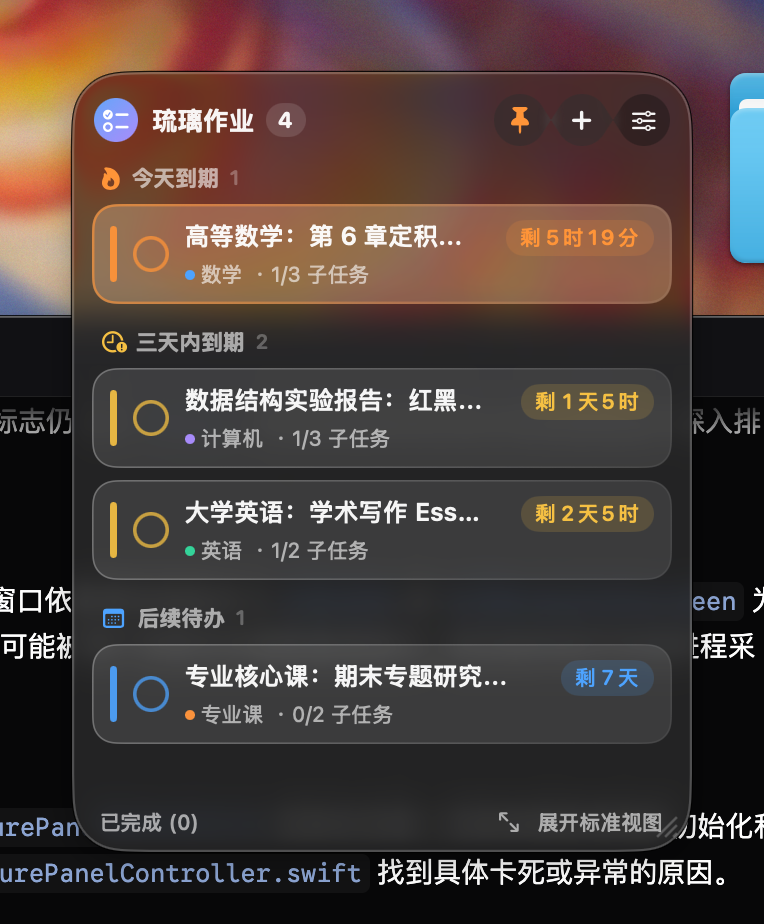 琉璃作业 4
今天到期 1
高等数学：第 6 章定积...
剩 5 时 19 分
数学 · 1/3 子任务
三天内到期 2
数据结构实验报告：红黑...
剩 1 天 5 时
计算机 · 1/3 子任务
大学英语：学术写作 Ess...
剩 2 天 5 时
英语 · 1/2 子任务
后续待办 1
专业核心课：期末专题研究...
剩 7 天
专业课 · 0/2 子任务
已完成 (0)
展开标准视图
标志仍
深入排
窗口依
een 为
可能被
进程采
urePan
初始化和
urePanelController.swift 找到具体卡死或异常的原因。